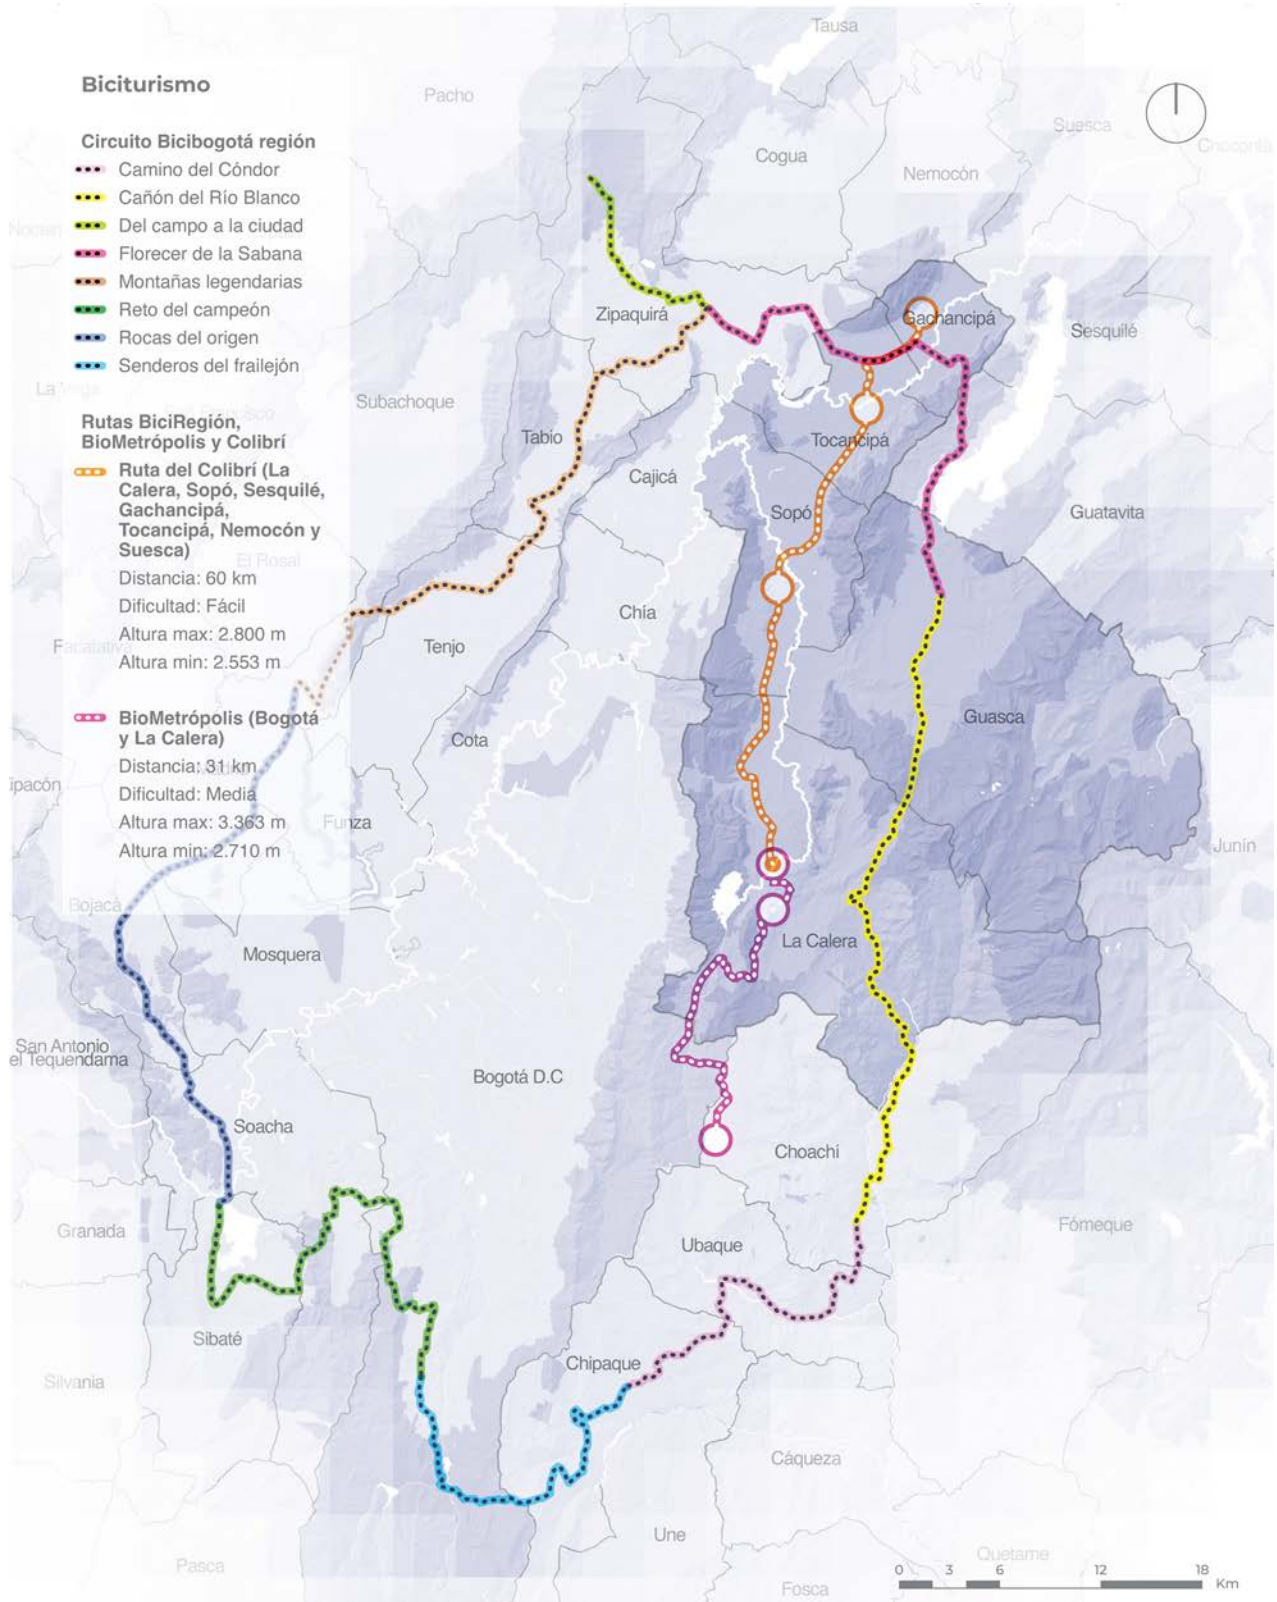 Biciturismo
Circuito Bicibogotá región
Camino del Cóndor
Cañón del Río Blanco
Del campo a la ciudad
Florecer de la Sabana
Montañas legendarias
Reto del campeón
Rocas del origen
Senderos del frailejón
Rutas BiciRegión,
BioMetrópolis y Colibrí
Ruta del Colibrí (La
Calera, Sopó, Sesquilé,
Gachancipá,
Tocancipá, Nemocón y
Suesca)
Distancia: 60 km
Dificultad: Fácil
Altura max: 2.800 m
Altura min: 2.553 m
BioMetrópolis (Bogotá
y La Calera)
Distancia: 31 km
Dificultad: Media
Altura max: 3.363 m
Altura min: 2.710 m
Tausa
Pacho
Suesca
Chocontá
Cogua
Nemocón
Zipaquirá
Gachancipá
Sesquilé
Subachoque
Tabio
Tocancipá
Cajicá
Sopó
Guatavita
El Rosal
Chía
Facatativá
Tenjo
Guasca
Cota
Funza
Junín
Bojacá
La Calera
Mosquera
San Antonio
el Tequendama
Bogotá D.C
Soacha
Choachí
Granada
Ubaque
Fómeque
Sibaté
Chipaque
Silvania
Cáqueza
Une
Quetame
Pasca
Fosca
0 3 6 12 18
Km